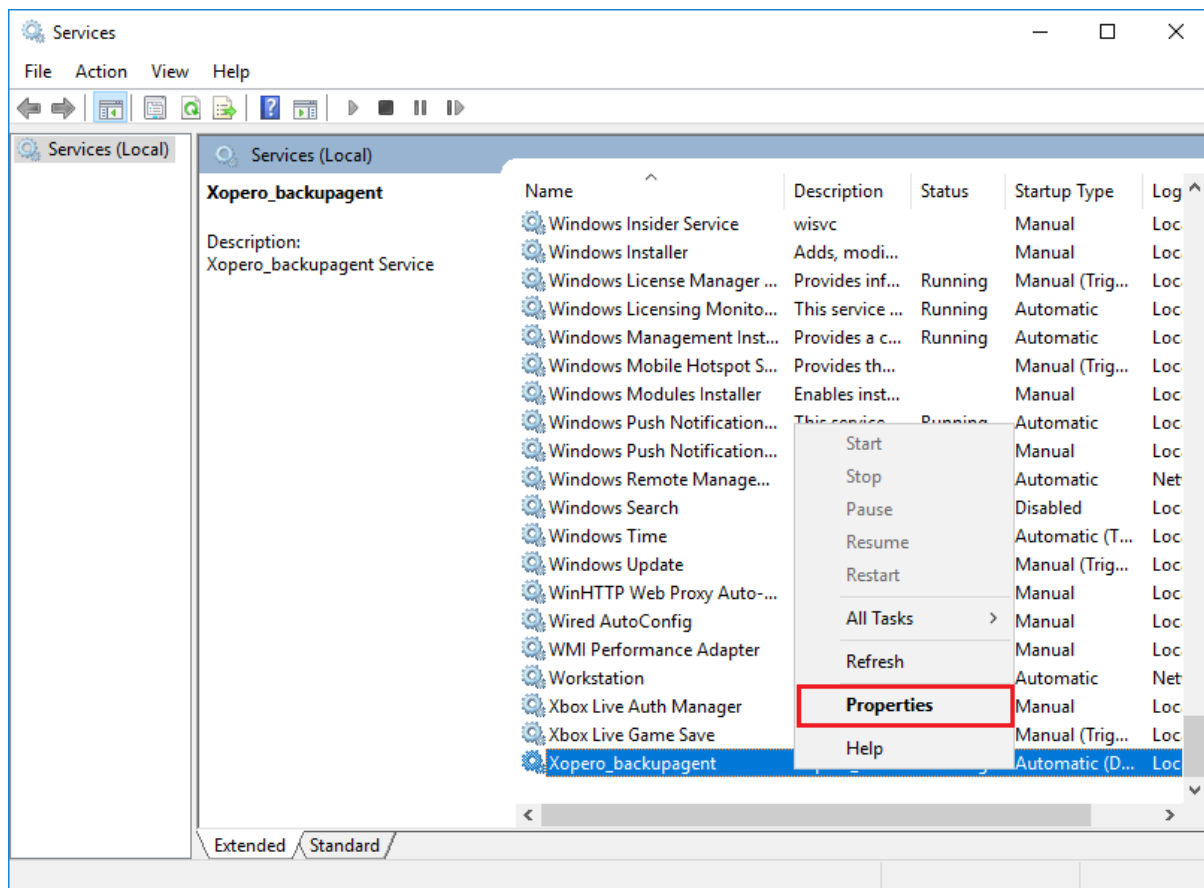 Services
File Action View Help
Services (Local)
Services (Local)
Xopero_backupagent
Description:
Xopero_backupagent Service
Name Description Status Startup Type Log
Windows Insider Service wisvc Manual Loc
Windows Installer Adds, modi... Manual Loc
Windows License Manager ... Provides inf... Running Manual (Trig... Loc
Windows Licensing Monito... This service ... Running Automatic Loc
Windows Management Inst... Provides a c... Running Automatic Loc
Windows Mobile Hotspot S... Provides th... Manual (Trig... Loc
Windows Modules Installer Enables inst... Manual Loc
Windows Push Notification... This service Running Automatic Loc
Windows Push Notification... Manual Loc
Windows Remote Manage... Automatic Net
Windows Search Disabled Loc
Windows Time Automatic (T... Loc
Windows Update Manual (Trig... Loc
WinHTTP Web Proxy Auto-... Manual Loc
Wired AutoConfig Manual Loc
WMI Performance Adapter Manual Loc
Workstation Automatic Net
Xbox Live Auth Manager Manual Loc
Xbox Live Game Save Manual (Trig... Loc
Xopero_backupagent Automatic (D... Loc
Start
Stop
Pause
Resume
Restart
All Tasks
Refresh
Properties
Help
Extended Standard